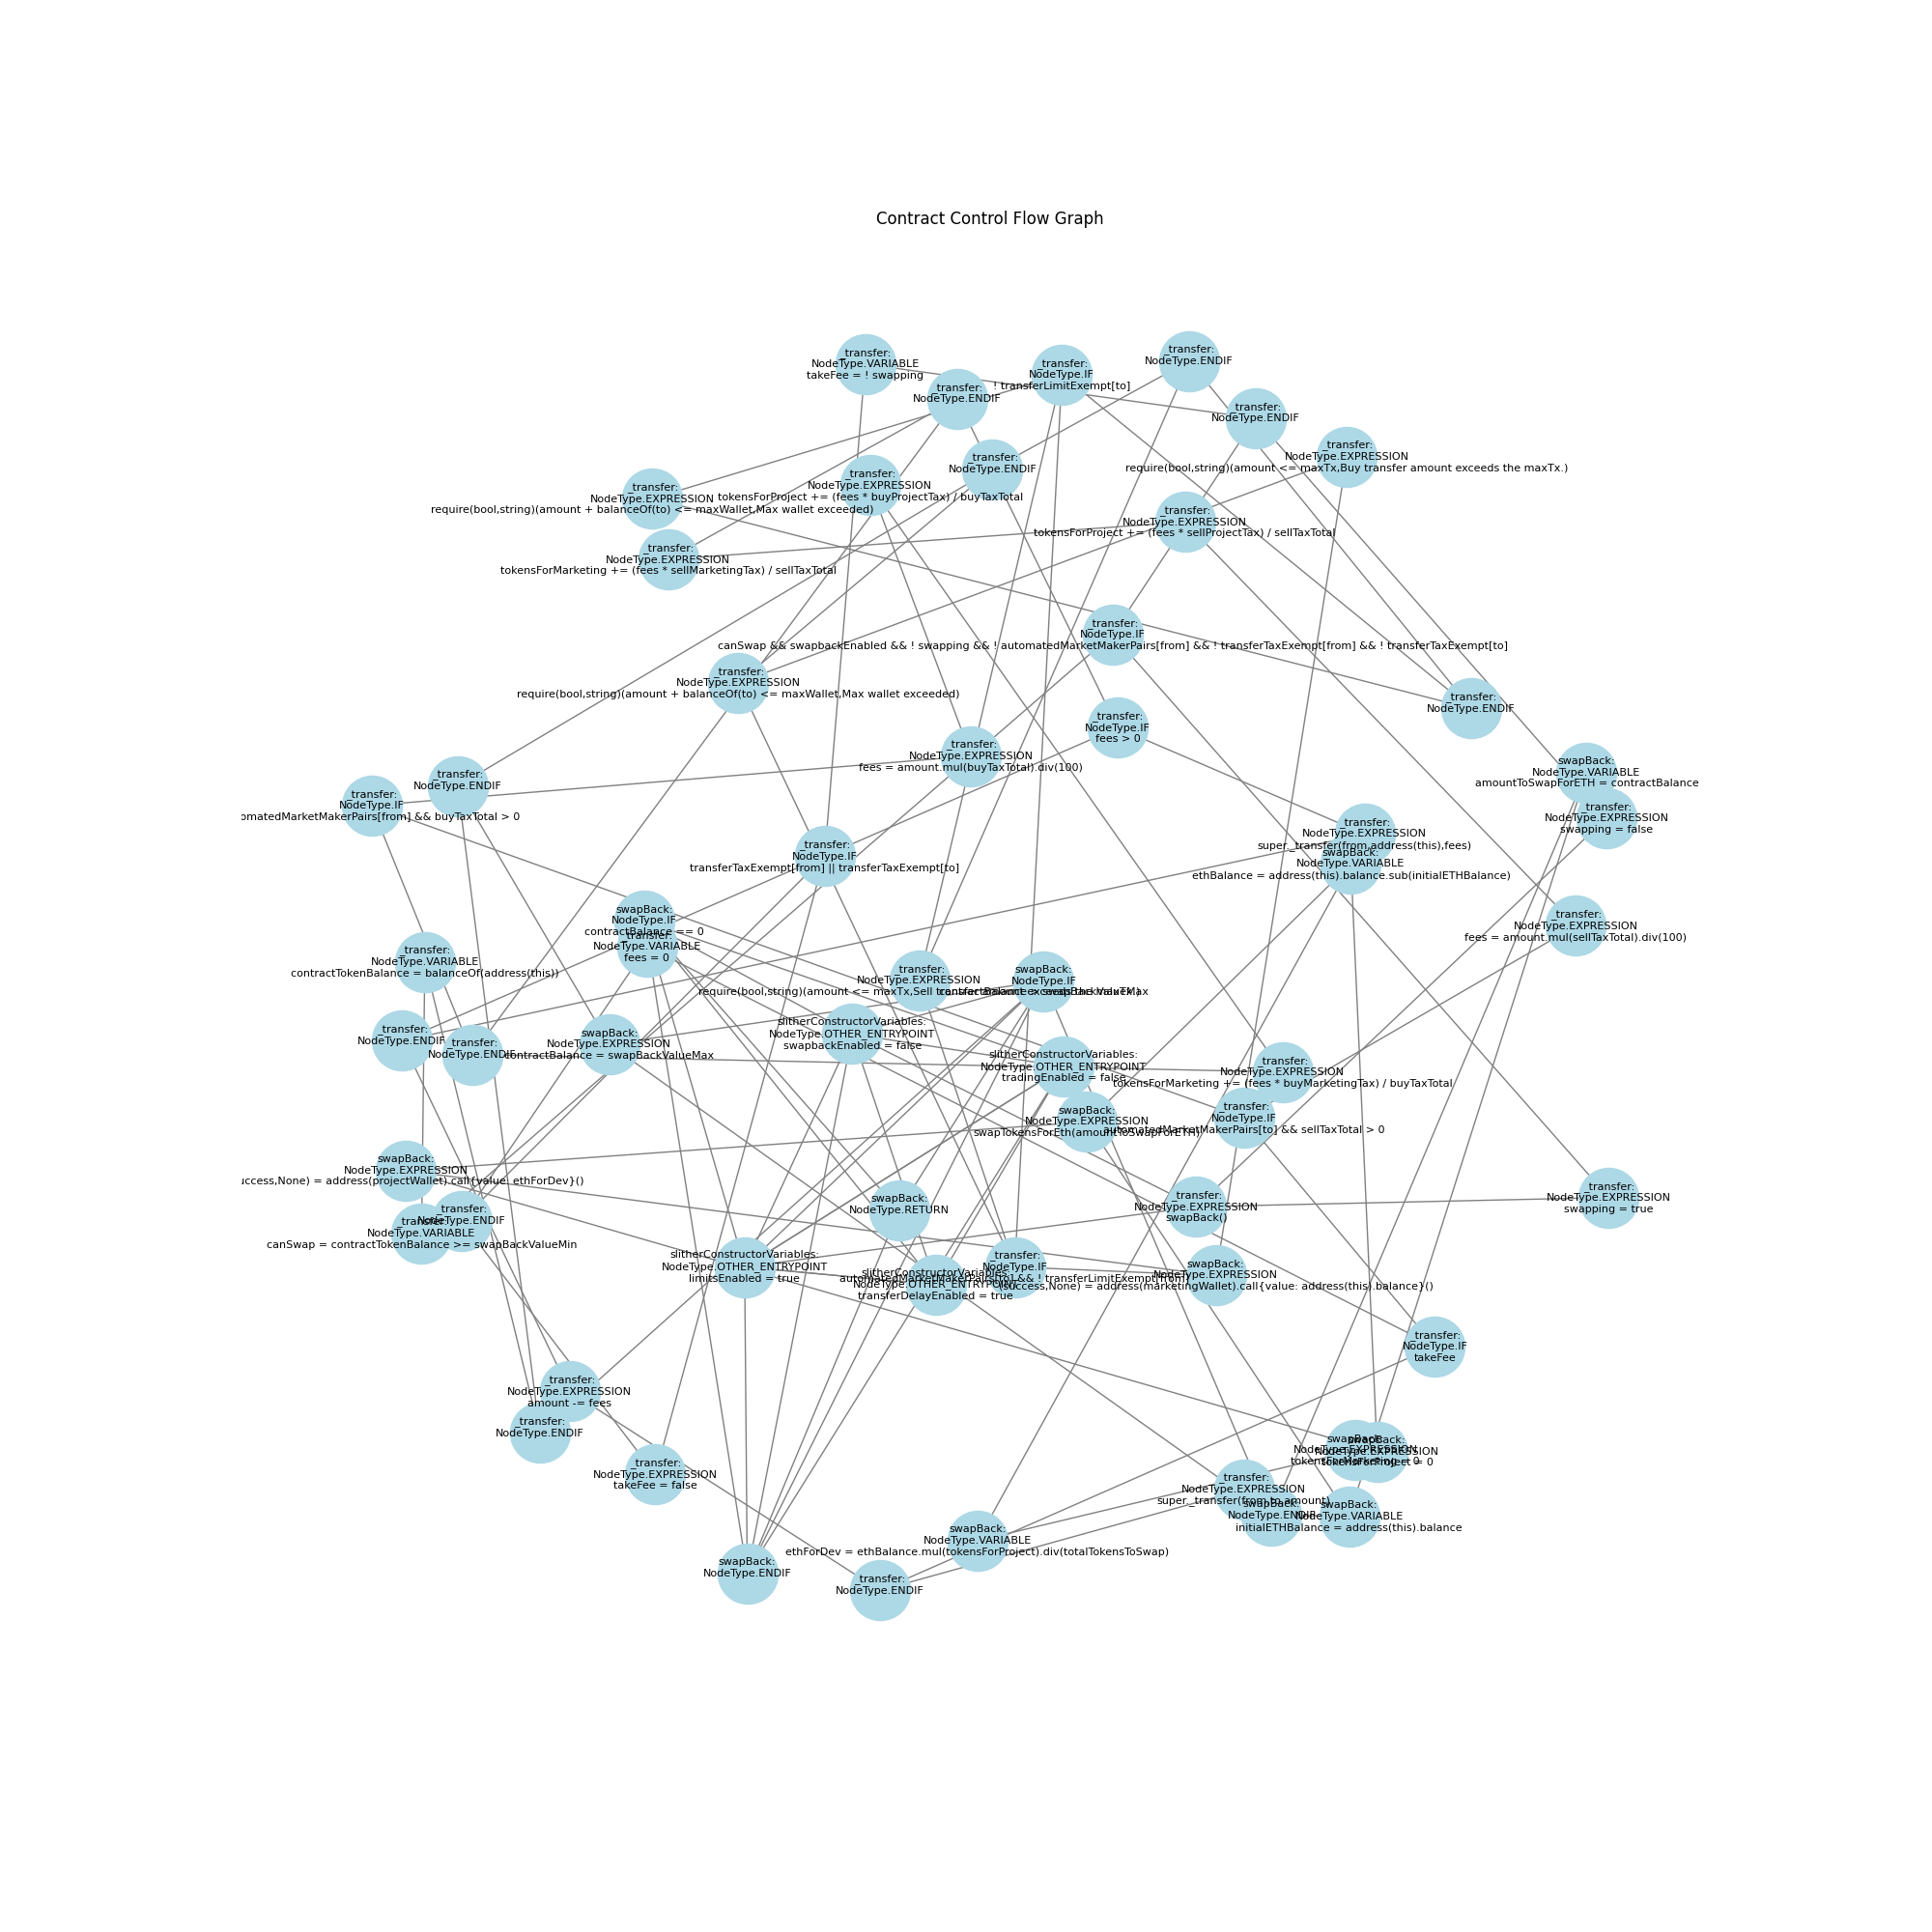 Contract Control Flow Graph
_transfer:
NodeType.VARIABLE
takeFee = ! swapping
_transfer:
NodeType.IF
! transferLimitExempt[to]
_transfer:
NodeType.ENDIF
_transfer:
NodeType.ENDIF
_transfer:
NodeType.ENDIF
_transfer:
NodeType.EXPRESSION
require(bool,string)(amount <= maxTx,Buy transfer amount exceeds the maxTx.)
_transfer:
NodeType.ENDIF
_transfer:
NodeType.EXPRESSION
tokensForProject += (fees * buyProjectTax) / buyTaxTotal
_transfer:
NodeType.EXPRESSION
require(bool,string)(amount + balanceOf(to) <= maxWallet,Max wallet exceeded)
_transfer:
NodeType.EXPRESSION
tokensForProject += (fees * sellProjectTax) / sellTaxTotal
_transfer:
NodeType.EXPRESSION
tokensForMarketing += (fees * sellMarketingTax) / sellTaxTotal
_transfer:
NodeType.IF
canSwap && swapbackEnabled && ! swapping && ! automatedMarketMakerPairs[from] && ! transferTaxExempt[from] && ! transferTaxExempt[to]
_transfer:
NodeType.EXPRESSION
require(bool,string)(amount + balanceOf(to) <= maxWallet,Max wallet exceeded)
_transfer:
NodeType.ENDIF
_transfer:
NodeType.IF
fees > 0
_transfer:
NodeType.EXPRESSION
fees = amount.mul(buyTaxTotal).div(100)
swapBack:
NodeType.VARIABLE
amountToSwapForETH = contractBalance
_transfer:
NodeType.ENDIF
_transfer:
NodeType.IF
omatedMarketMakerPairs[from] && buyTaxTotal > 0
_transfer:
NodeType.EXPRESSION
swapping = false
_transfer:
NodeType.EXPRESSION
super._transfer(from,address(this),fees)
swapBack:
NodeType.VARIABLE
ethBalance = address(this).balance.sub(initialETHBalance)
_transfer:
NodeType.IF
transferTaxExempt[from] || transferTaxExempt[to]
swapBack:
NodeType.IF
contractBalance == 0
_transfer:
NodeType.VARIABLE
fees = 0
_transfer:
NodeType.EXPRESSION
fees = amount.mul(sellTaxTotal).div(100)
_transfer:
NodeType.VARIABLE
contractTokenBalance = balanceOf(address(this))
_transfer:
NodeType.EXPRESSION
require(bool,string)(amount <= maxTx,Sell
swapBack:
NodeType.IF
swapBackValueMax
slitherConstructorVariables:
NodeType.OTHER_ENTRYPOINT
swapbackEnabled = false
_transfer:
NodeType.ENDIF
_transfer:
NodeType.ENDIF
swapBack:
NodeType.EXPRESSION
contractBalance = swapBackValueMax
slitherConstructorVariables:
NodeType.OTHER_ENTRYPOINT
tradingEnabled = false
_transfer:
NodeType.EXPRESSION
tokensForMarketing += (fees * buyMarketingTax) / buyTaxTotal
swapBack:
NodeType.EXPRESSION
swapTokensForEth(amountToSwapForETH)
_transfer:
NodeType.IF
automatedMarketMakerPairs[to] && sellTaxTotal > 0
swapBack:
NodeType.EXPRESSION
uccess,None) = address(projectWallet).call{value: ethForDev}()
_transfer:
NodeType.EXPRESSION
swapping = true
_transfer:
NodeType.EXPRESSION
swapBack()
swapBack:
NodeType.RETURN
_transfer:
NodeType.ENDIF
_transfer:
NodeType.VARIABLE
canSwap = contractTokenBalance >= swapBackValueMin
slitherConstructorVariables:
NodeType.OTHER_ENTRYPOINT
limitsEnabled = true
_transfer:
NodeType.IF
automatedMarketMakerPairs[to] && ! transferLimitExempt[from]
slitherConstructorVariables:
NodeType.OTHER_ENTRYPOINT
transferDelayEnabled = true
swapBack:
NodeType.EXPRESSION
(success,None) = address(marketingWallet).call{value: address(this).balance}()
_transfer:
NodeType.IF
takeFee
_transfer:
NodeType.EXPRESSION
amount -= fees
_transfer:
NodeType.ENDIF
swapBack:
NodeType.EXPRESSION
tokensForMarketing = 0
swapBack:
NodeType.EXPRESSION
tokensForProject = 0
_transfer:
NodeType.EXPRESSION
takeFee = false
_transfer:
NodeType.EXPRESSION
super._transfer(from,to,amount)
swapBack:
NodeType.ENDIF
swapBack:
NodeType.VARIABLE
initialETHBalance = address(this).balance
swapBack:
NodeType.VARIABLE
ethForDev = ethBalance.mul(tokensForProject).div(totalTokensToSwap)
swapBack:
NodeType.ENDIF
_transfer:
NodeType.ENDIF